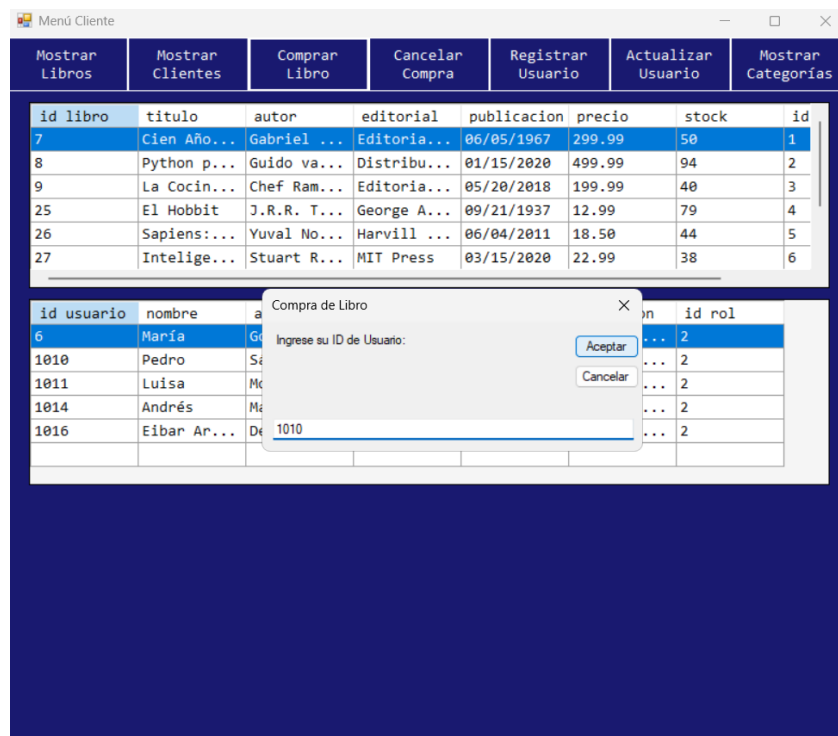 Menú Cliente
Mostrar Libros Mostrar Clientes Comprar Libro Cancelar Compra Registrar Usuario Actualizar Usuario Mostrar Categorías
id libro titulo autor editorial publicacion precio stock id
7 Cien Año... Gabriel ... Editoria... 06/05/1967 299.99 50 1
8 Python p... Guido va... Distribu... 01/15/2020 499.99 94 2
9 La Cocin... Chef Ram... Editoria... 05/20/2018 199.99 40 3
25 El Hobbit J.R.R. T... George A... 09/21/1937 12.99 79 4
26 Sapiens:... Yuval No... Harvill ... 06/04/2011 18.50 44 5
27 Intelige... Stuart R... MIT Press 03/15/2020 22.99 38 6
id usuario nombre id rol
6 María ... 2
1010 Pedro ... 2
1011 Luisa ... 2
1014 Andrés ... 2
1016 Eibar Ar... ... 2
Compra de Libro
Ingrese su ID de Usuario:
Aceptar
Cancelar
1010